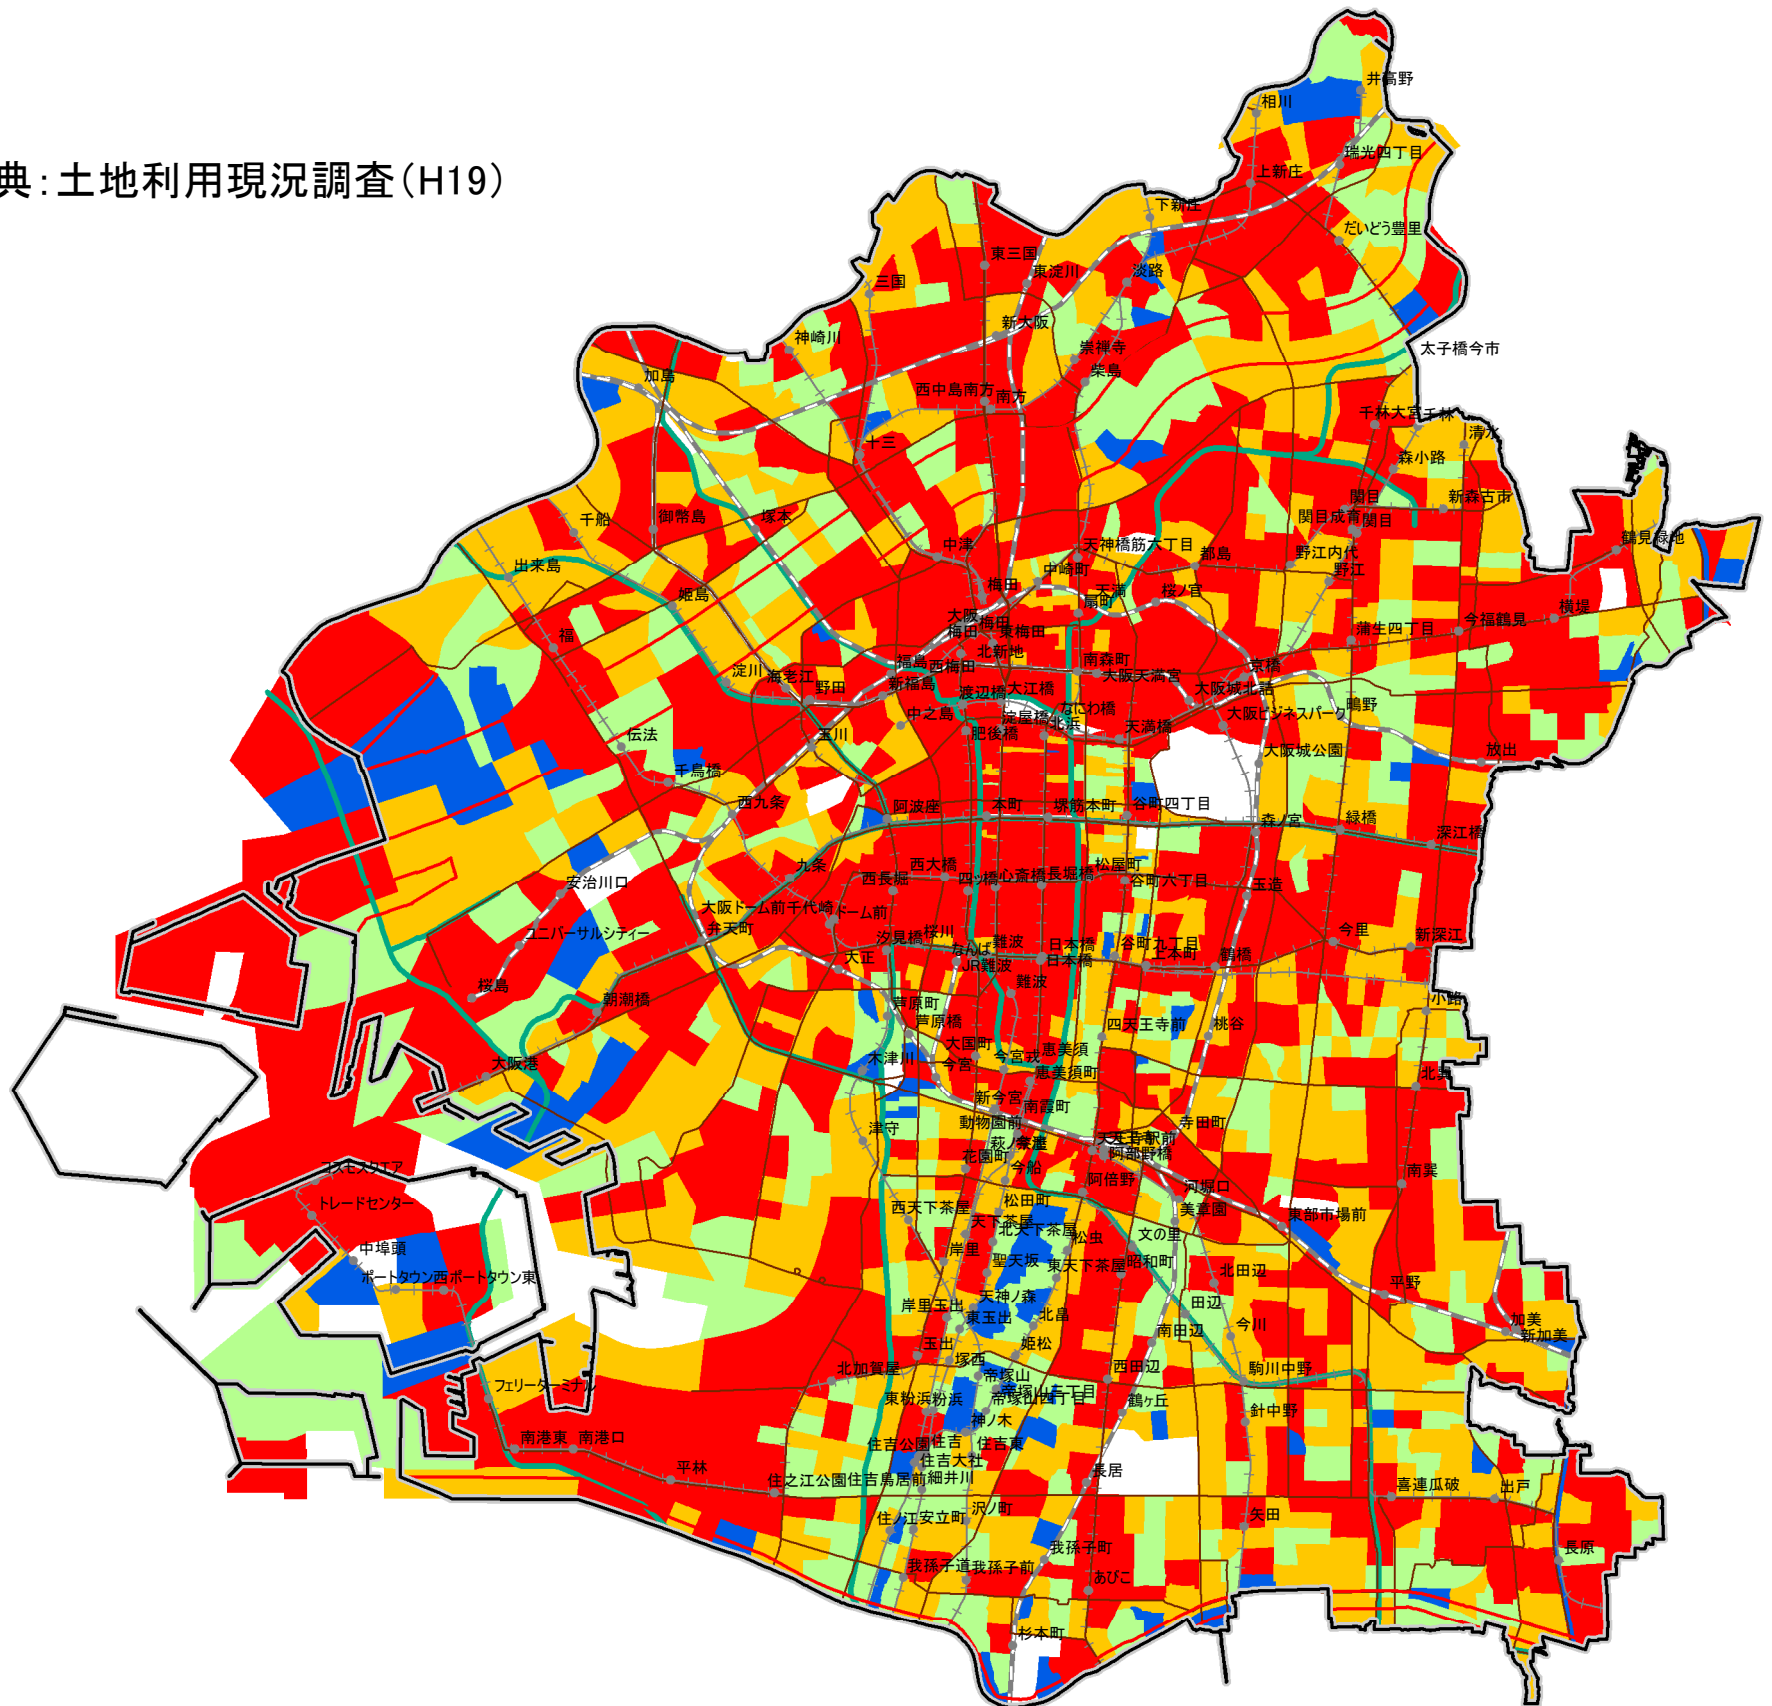 典：土地利用現況調査（H19）
井高野
相川
瑞光四丁目
上新庄
下新庄
だいどう豊里
東三国
東淀川
淡路
三国
新大阪
神崎川
崇禅寺
太子橋今市
柴島
加島
西中島南方
南方
千林大宮
千林
清水
十三
森小路
関目
新森古市
千船
御幣島
塚本
関目成育
関目
中津
天神橋筋六丁目
都島
野江内代
鶴見緑地
出来島
中崎町
野江
梅田
天満
桜ノ宮
姫島
扇町
大阪
梅田
横堤
梅田
東梅田
蒲生四丁目
今福鶴見
福
北新地
福島
西梅田
南森町
京橋
淀川
海老江
野田
新福島
大阪天満宮
渡辺橋
大江橋
大阪城北詰
中之島
淀屋橋
なにわ橋
大阪ビジネスパーク
鴫野
伝法
玉川
肥後橋
北浜
天満橋
大阪城公園
放出
千鳥橋
西九条
阿波座
本町
堺筋本町
谷町四丁目
森ノ宮
緑橋
深江橋
九条
西大橋
松屋町
安治川口
西長堀
四ツ橋
心斎橋
長堀橋
谷町六丁目
玉造
大阪ドーム前千代崎
ドーム前
ユニバーサルシティー
弁天町
汐見橋
桜川
難波
日本橋
谷町九丁目
今里
新深江
なんば
大正
JR難波
日本橋
上本町
鶴橋
桜島
難波
小路
朝潮橋
芦原町
芦原橋
四天王寺前
桃谷
大国町
恵美須
大阪港
木津川
今宮
今宮戎
恵美須町
北巽
新今宮
南霞町
津守
動物園前
寺田町
阿部野橋
花園町
今船
コスモスクエア
阿倍野
南巽
トレードセンター
西天下茶屋
松田町
河堀口
美章園
東部市場前
天下茶屋
中埠頭
岸里
北天下茶屋
松虫
文の里
聖天坂
昭和町
ポートタウン西
ポートタウン東
東天下茶屋
北田辺
平野
天神ノ森
田辺
岸里玉出
東玉出
北畠
加美
今川
新加美
玉出
塚西
姫松
南田辺
北加賀屋
帝塚山
西田辺
駒川中野
フェリーターミナル
帝塚山三丁目
東粉浜
粉浜
帝塚山四丁目
鶴ヶ丘
針中野
神ノ木
南港東
南港口
住吉公園
住吉
住吉東
平林
住吉大社
住之江公園
住吉鳥居前
細井川
長居
沢ノ町
喜連瓜破
出戸
住ノ江
安立町
矢田
我孫子道
我孫子前
我孫子町
長原
あびこ
杉本町